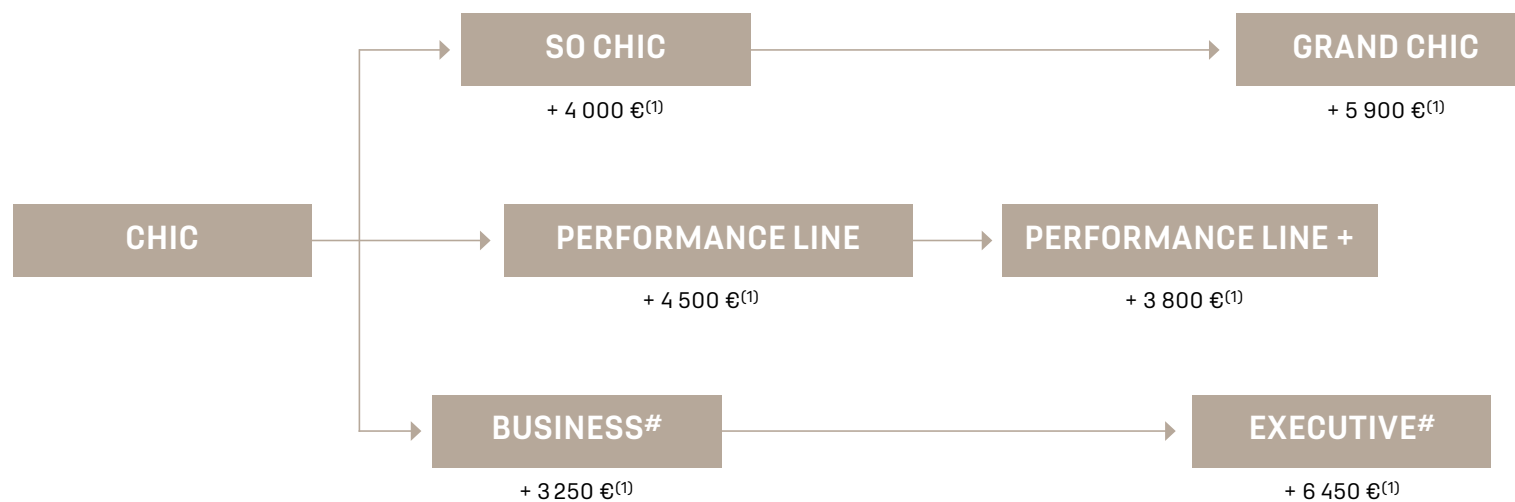 SO CHIC
GRAND CHIC
+ 4 000 €(1)
+ 5 900 €(1)
CHIC
PERFORMANCE LINE
PERFORMANCE LINE +
+ 4 500 €(1)
+ 3 800 €(1)
BUSINESS#
EXECUTIVE#
+ 3 250 €(1)
+ 6 450 €(1)